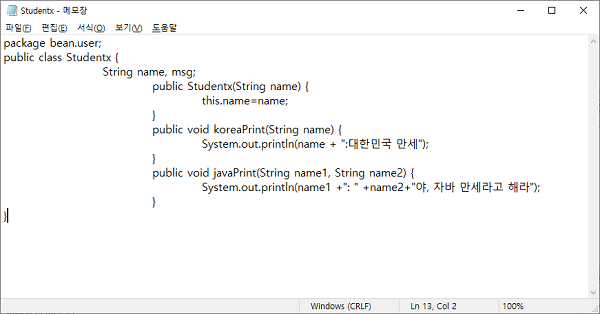 Studentx - 메모장
파일(F) 편집(E) 서식(O) 보기(V) 도움말
package bean.user;
public class Studentx {
String name, msg;
public Studentx(String name) {
this.name=name;
}
public void koreaPrint(String name) {
System.out.println(name + ":대한민국 만세");
}
public void javaPrint(String name1, String name2) {
System.out.println(name1 +": " +name2+"야, 자바 만세라고 해라");
}
}
Windows (CRLF) Ln 13, Col 2 100%